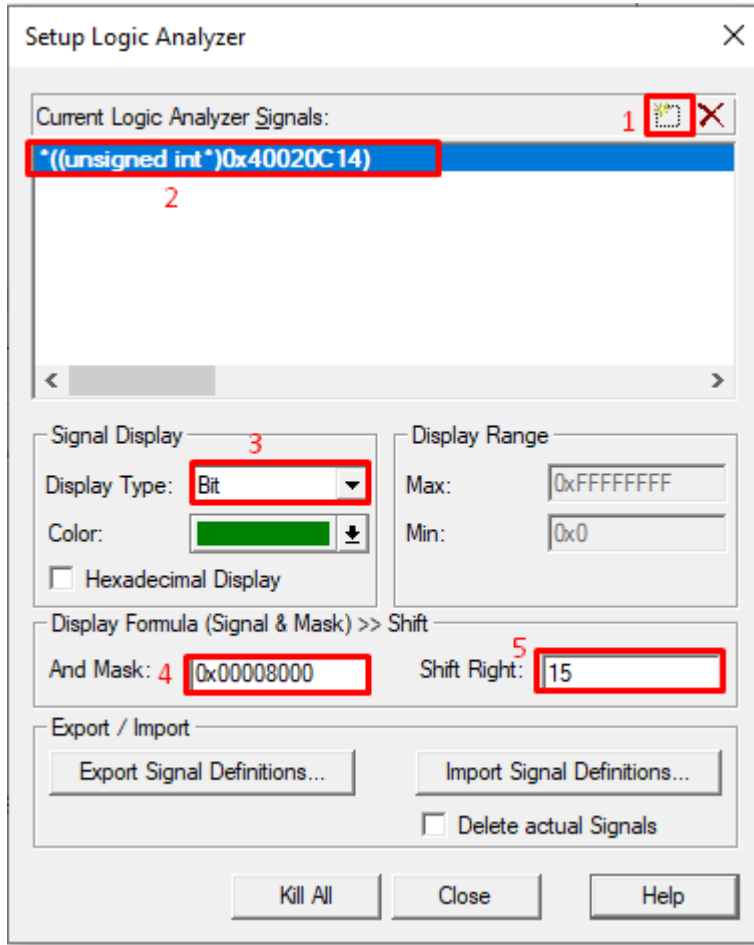 Setup Logic Analyzer
Current Logic Analyzer Signals: 1
*((unsigned int*)0x40020C14)
2
Signal Display 3
Display Type: Bit
Color:
Hexadecimal Display
Display Range
Max: 0xFFFFFFFF
Min: 0x0
Display Formula (Signal & Mask) >> Shift
And Mask: 4 0x00008000
Shift Right: 5 15
Export / Import
Export Signal Definitions... Import Signal Definitions...
Delete actual Signals
Kill All Close Help